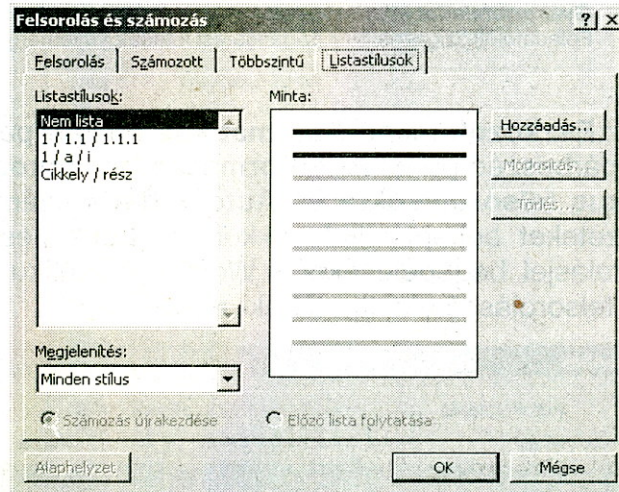 Felsorolás és számozás
Felsorolás
Számozott
Többszintű
Listastílusok
Listastílusok:
Minta:
Nem lista
1 / 1.1 / 1.1.1
1 / a / i
Cikkely / rész
Hozzáadás...
Módosítás...
Törlés...
Megjelenítés:
Minden stílus
Számozás újrakezdése
Előző lista folytatása
Alaphelyzet
OK
Mégse